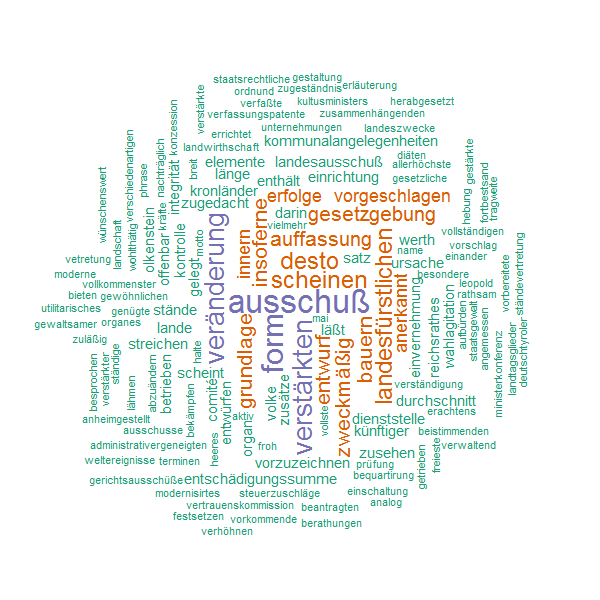 staatsrechtliche gestaltung
ordnund zugeständnis erläuterung
verfaßte kultusministers herabgesetzt
verstärkte
verfassungspatente zusammenhängenden
konzession
errichtet unternehmungen landeszwecke
landwirthschaft kommunalangelegenheiten
diäten
breit elemente landesausschuß allerhöchste
gestärkte
länge enthält einrichtung gesetzliche
nachträglich
integrität
kronländer erfolge vorgeschlagen
hebung
fortbestand
tragweite
verschiedenartigen
phrase
wünschenswert
zugedacht insoferne darin gesetzgebung
kräfte
vielmehr
vollständigen
wohlthätig
olkenstein
offenbar
kontrolle
motto
veränderung
innern
auffassung
werth
name
vorschlag
landschaft
gelegt
desto satz
ursache
einander
vetretung
moderne
scheinen
landesfürstlichen
anerkannt
besondere
vorbereitete
ständevertretung
vollkommenster
leopold
bieten gewöhnlichen
ausschuß
einvernehmung
reichsrathes
wahlagitation
rathsam
utilitarisches genügte stände
aufbürden
staatsgewalt
angemessen
gewaltsamer organes
lande
grundlage
form
mai
läßt
bauern
deutschtyroler
landtagsglieder
ministerkonferenz
zuläßig
streichen
halte
verstärkten
entwurf
zweckmäßig
besprochen
verstärkter
ständige
lähmen
abzuändern
betrieben
scheint
comité
volke
zusätze
verständigung
durchschnitt
anheimgestellt
bekämpfen
entwürfen
aktiv
vollste
erachtens
ausschusse
organ
dienststelle
künftiger beistimmenden
administrativergeneigten
heeres
froh
zusehen verwaltend
weltereignisse terminen
vorzuzeichnen prüfung
getrieben
freieste
gerichtsausschüße entschädigungssumme bequartirung
modernisirtes steuerzuschläge einschaltung
vertrauenskommission beantragten analog
festsetzen vorkommende berathungen
verhöhnen